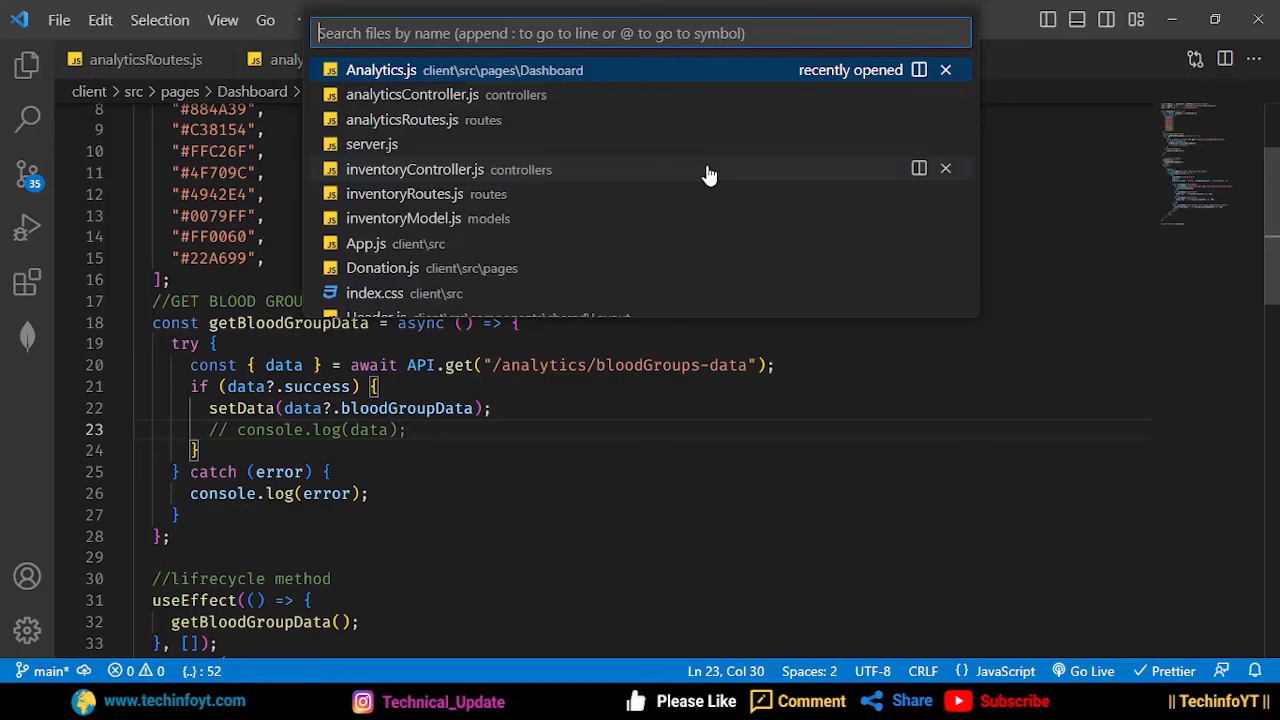 File Edit Selection View Go
Search files by name (append : to go to line or @ to go to symbol)
analyticsRoutes.js
Analytics.js client\src\pages\Dashboard recently opened
client > src > pages > Dashboard >
analyticsController.js controllers
analyticsRoutes.js routes
server.js
inventoryController.js controllers
inventoryRoutes.js routes
inventoryModel.js models
App.js client\src
Donation.js client\src\pages
index.css client\src
35
8 "#884A39",
9 "#C38154",
10 "#FFC26F",
11 "#4F709C",
12 "#4942E4",
13 "#0079FF",
14 "#FF0060",
15 "#22A699",
16 ];
17 //GET BLOOD GROU
18 const getBloodGroupData = async () => {
19 try {
20 const { data } = await API.get("/analytics/bloodGroups-data");
21 if (data?.success) {
22 setData(data?.bloodGroupData);
23 // console.log(data);
24 }
25 } catch (error) {
26 console.log(error);
27 }
28 };
29
30 //lifrecycle method
31 useEffect(() => {
32 getBloodGroupData();
33 }, []);
main* 0 0 {..} : 52 Ln 23, Col 30 Spaces: 2 UTF-8 CRLF {} JavaScript Go Live Prettier
www.techinfoyt.com Technical_Update Please Like Comment Share Subscribe || TechinfoYT ||